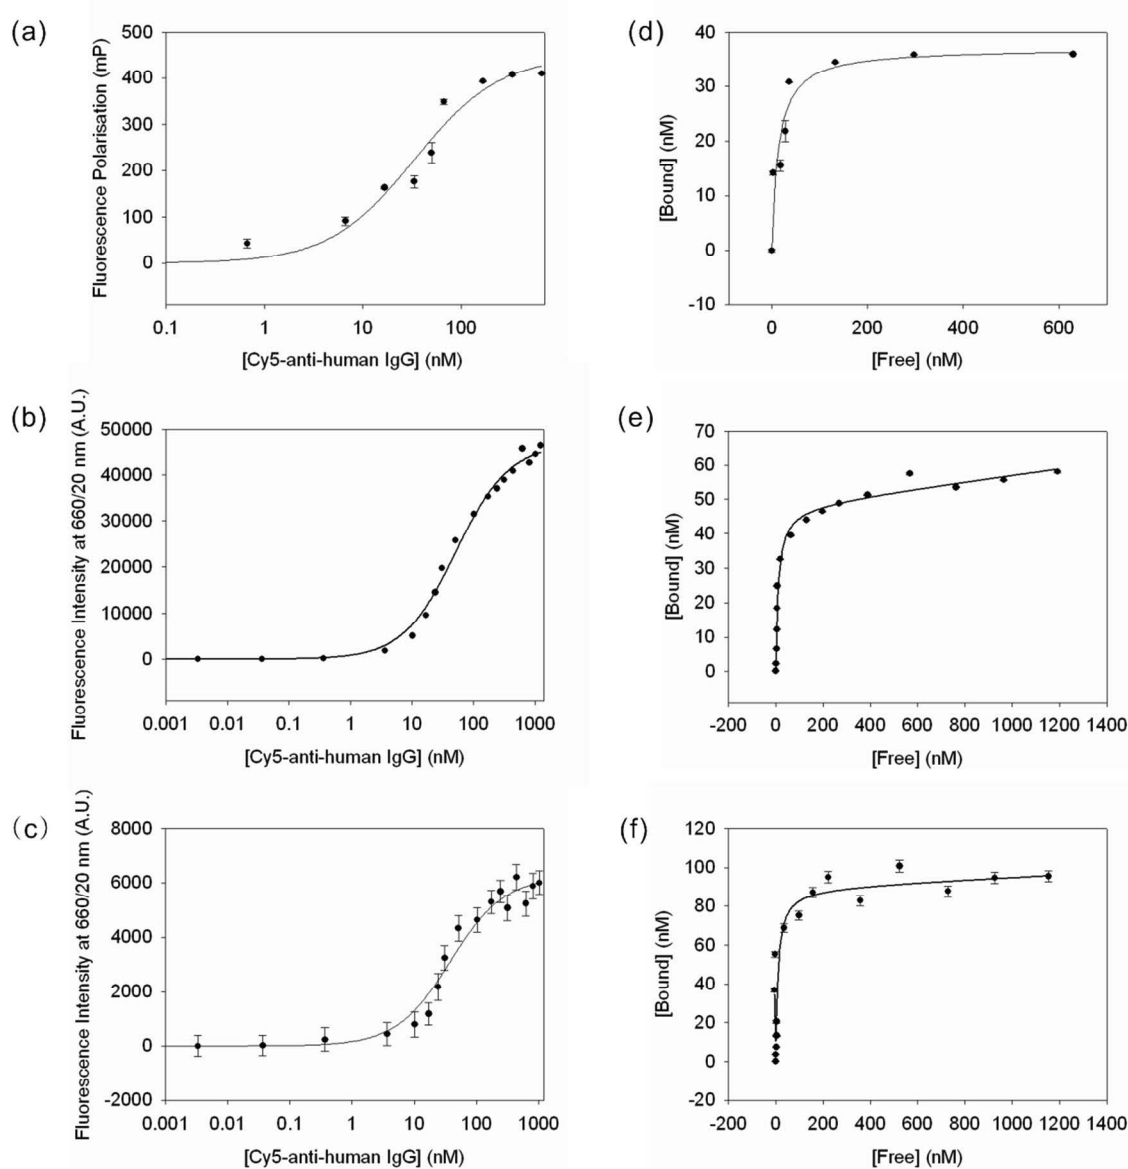 (a)
Fluorescence Polarisation (mP)
500
400
300
200
100
0
0.1 1 10 100
[Cy5-anti-human IgG] (nM)
(d)
[Bound] (nM)
40
30
20
10
0
-10
0 200 400 600
[Free] (nM)
(b)
Fluorescence Intensity at 660/20 nm (A.U.)
50000
40000
30000
20000
10000
0
0.001 0.01 0.1 1 10 100 1000
[Cy5-anti-human IgG] (nM)
(e)
[Bound] (nM)
70
60
50
40
30
20
10
0
-200 0 200 400 600 800 1000 1200 1400
[Free] (nM)
(c)
Fluorescence Intensity at 660/20 nm (A.U.)
8000
6000
4000
2000
0
-2000
0.001 0.01 0.1 1 10 100 1000
[Cy5-anti-human IgG] (nM)
(f)
[Bound] (nM)
120
100
80
60
40
20
0
-20
-200 0 200 400 600 800 1000 1200 1400
[Free] (nM)